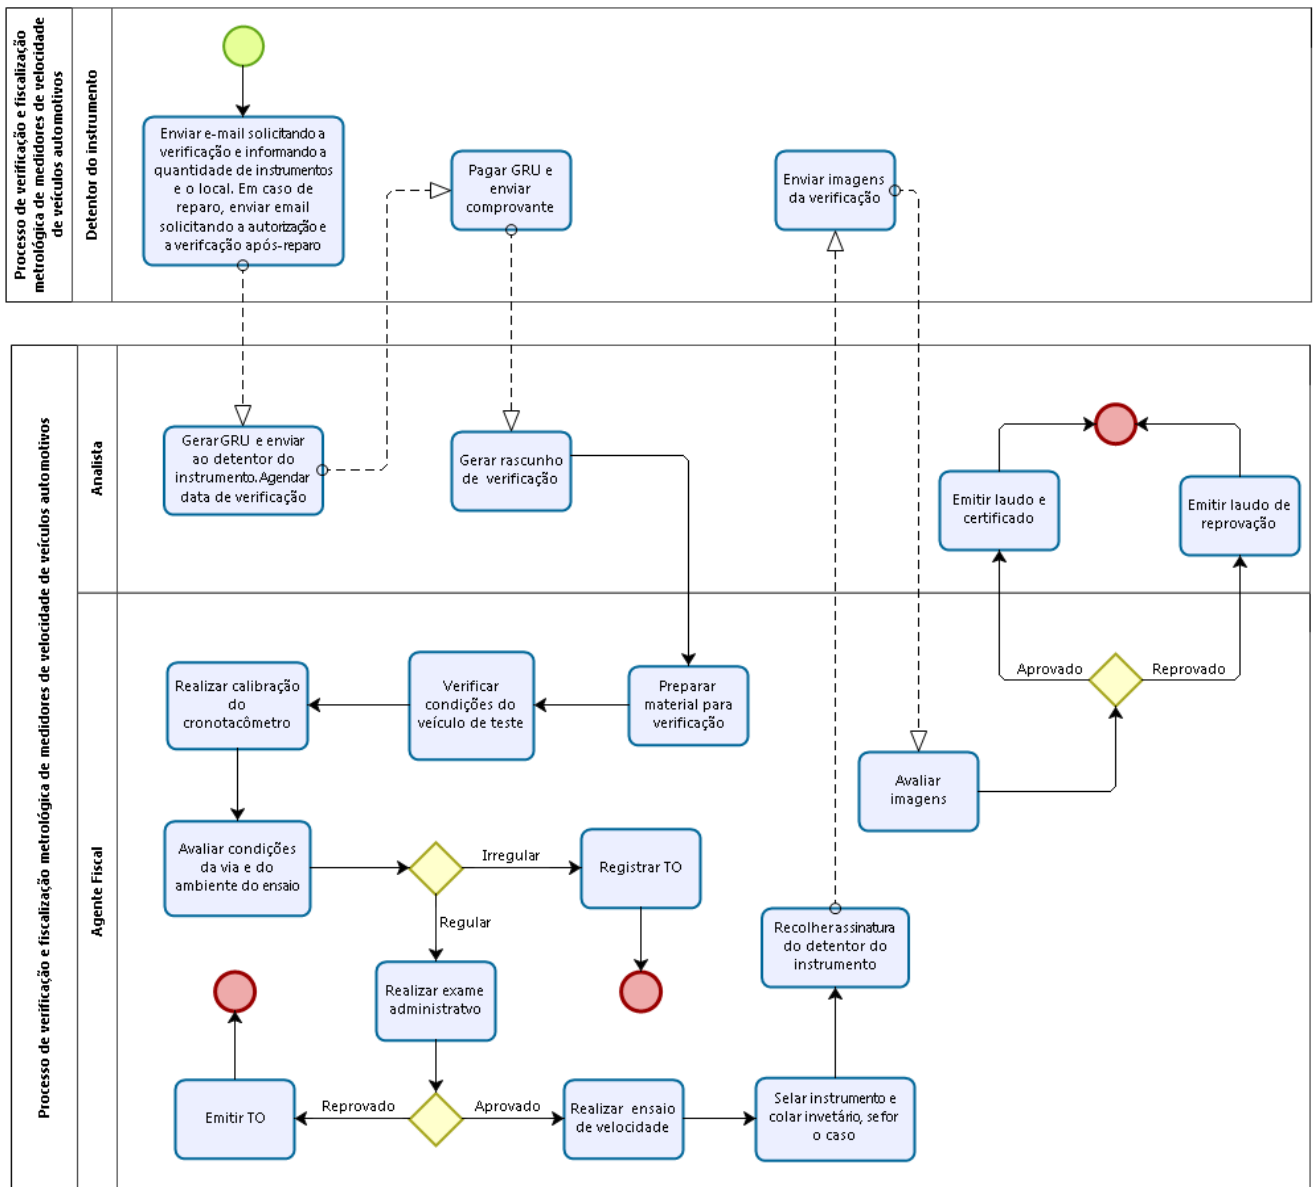 Processo de verificação e fiscalização
metrológica de medidores de velocidade
de veículos automotivos
Detentor do instrumento
Enviar e-mail solicitando a
verificação e informando a
quantidade de instrumentos
e o local. Em caso de
reparo, enviar email
solicitando a autorização e
a verifcação após-reparo
Pagar GRU e
enviar
comprovante
Enviar imagens
da verificação
Processo de verificação e fiscalização metrológica de medidores de velocidade de veículos automotivos
Analista
Gerar GRU e enviar
ao detentor do
instrumento. Agendar
data de verificação
Gerar rascunho
de verificação
Emitir laudo e
certificado
Emitir laudo de
reprovação
Agente Fiscal
Realizar calibração
do
cronotacômetro
Verificar
condições do
veículo de teste
Preparar
material para
verificação
Aprovado
Reprovado
Avaliar
imagens
Avaliar condições
da via e do
ambiente do ensaio
Irregular
Registrar TO
Regular
Recolher assinatura
do detentor do
instrumento
Realizar exame
administratvo
Emitir TO
Reprovado
Aprovado
Realizar ensaio
de velocidade
Selar instrumento e
colar invetário, se for
o caso